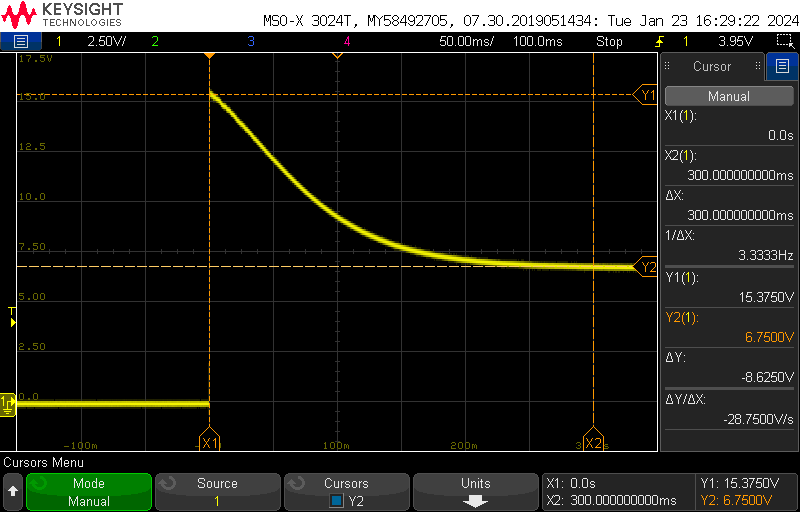 KEYSIGHT
TECHNOLOGIES
MSO-X 3024T, MY58492705, 07.30.2019051434: Tue Jan 23 16:29:22 2024
1 2.50V/ 2 3 4 50.00ms/ 100.0ms Stop 1 3.95V
17.5V
15.0
12.5
10.0
7.50
5.00
2.50
0.0
Y1
Y2
T
1
-100m
100m
200m
X1
X2
Cursor
Manual
X1(1):
0.0s
X2(1):
300.000000000ms
ΔX:
300.000000000ms
1/ΔX:
3.3333Hz
Y1(1):
15.3750V
Y2(1):
6.7500V
ΔY:
-8.6250V
ΔY/ΔX:
-28.7500V/s
Cursors Menu
Mode
Manual
Source
1
Cursors
Y2
Units
X1: 0.0s
X2: 300.000000000ms
Y1: 15.3750V
Y2: 6.7500V